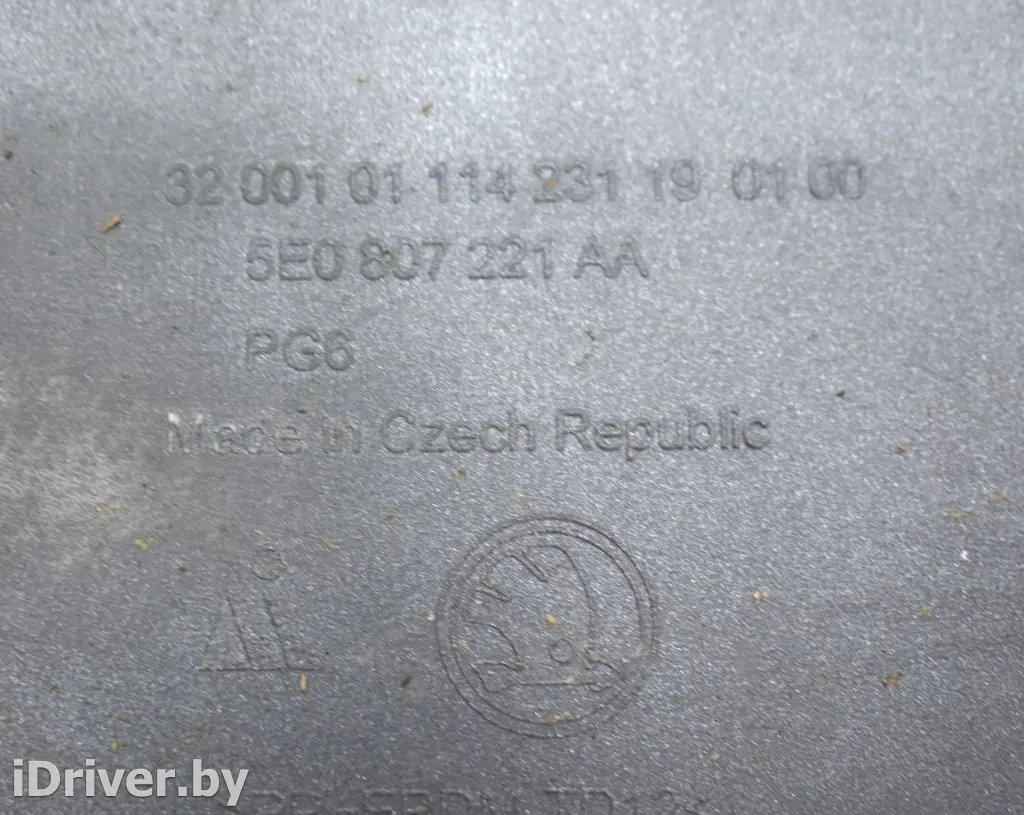 32 001 01 114 231 19 01 00
5E0 807 221 AA
PG6
Made in Czech Republic
iDriver.by